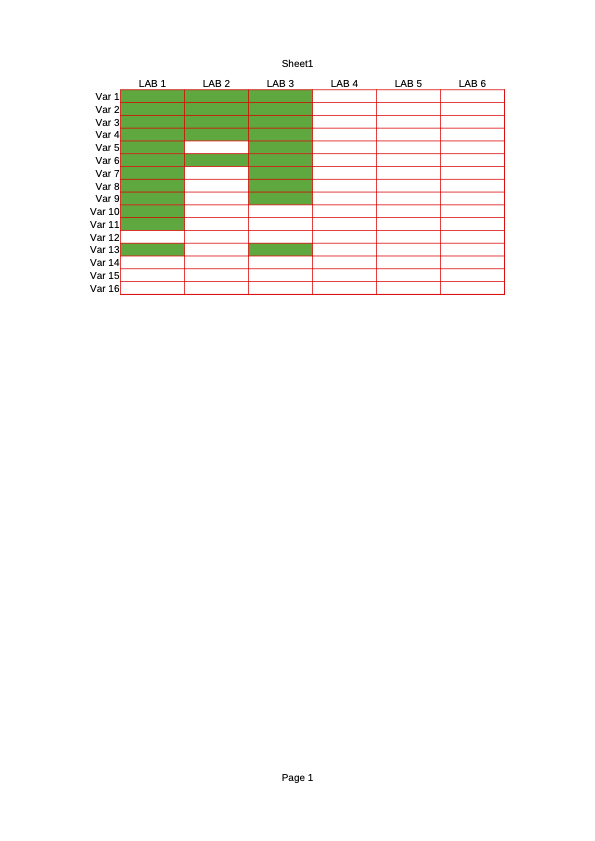 Sheet1
LAB 1 LAB 2 LAB 3 LAB 4 LAB 5 LAB 6
Var 1
Var 2
Var 3
Var 4
Var 5
Var 6
Var 7
Var 8
Var 9
Var 10
Var 11
Var 12
Var 13
Var 14
Var 15
Var 16
Page 1